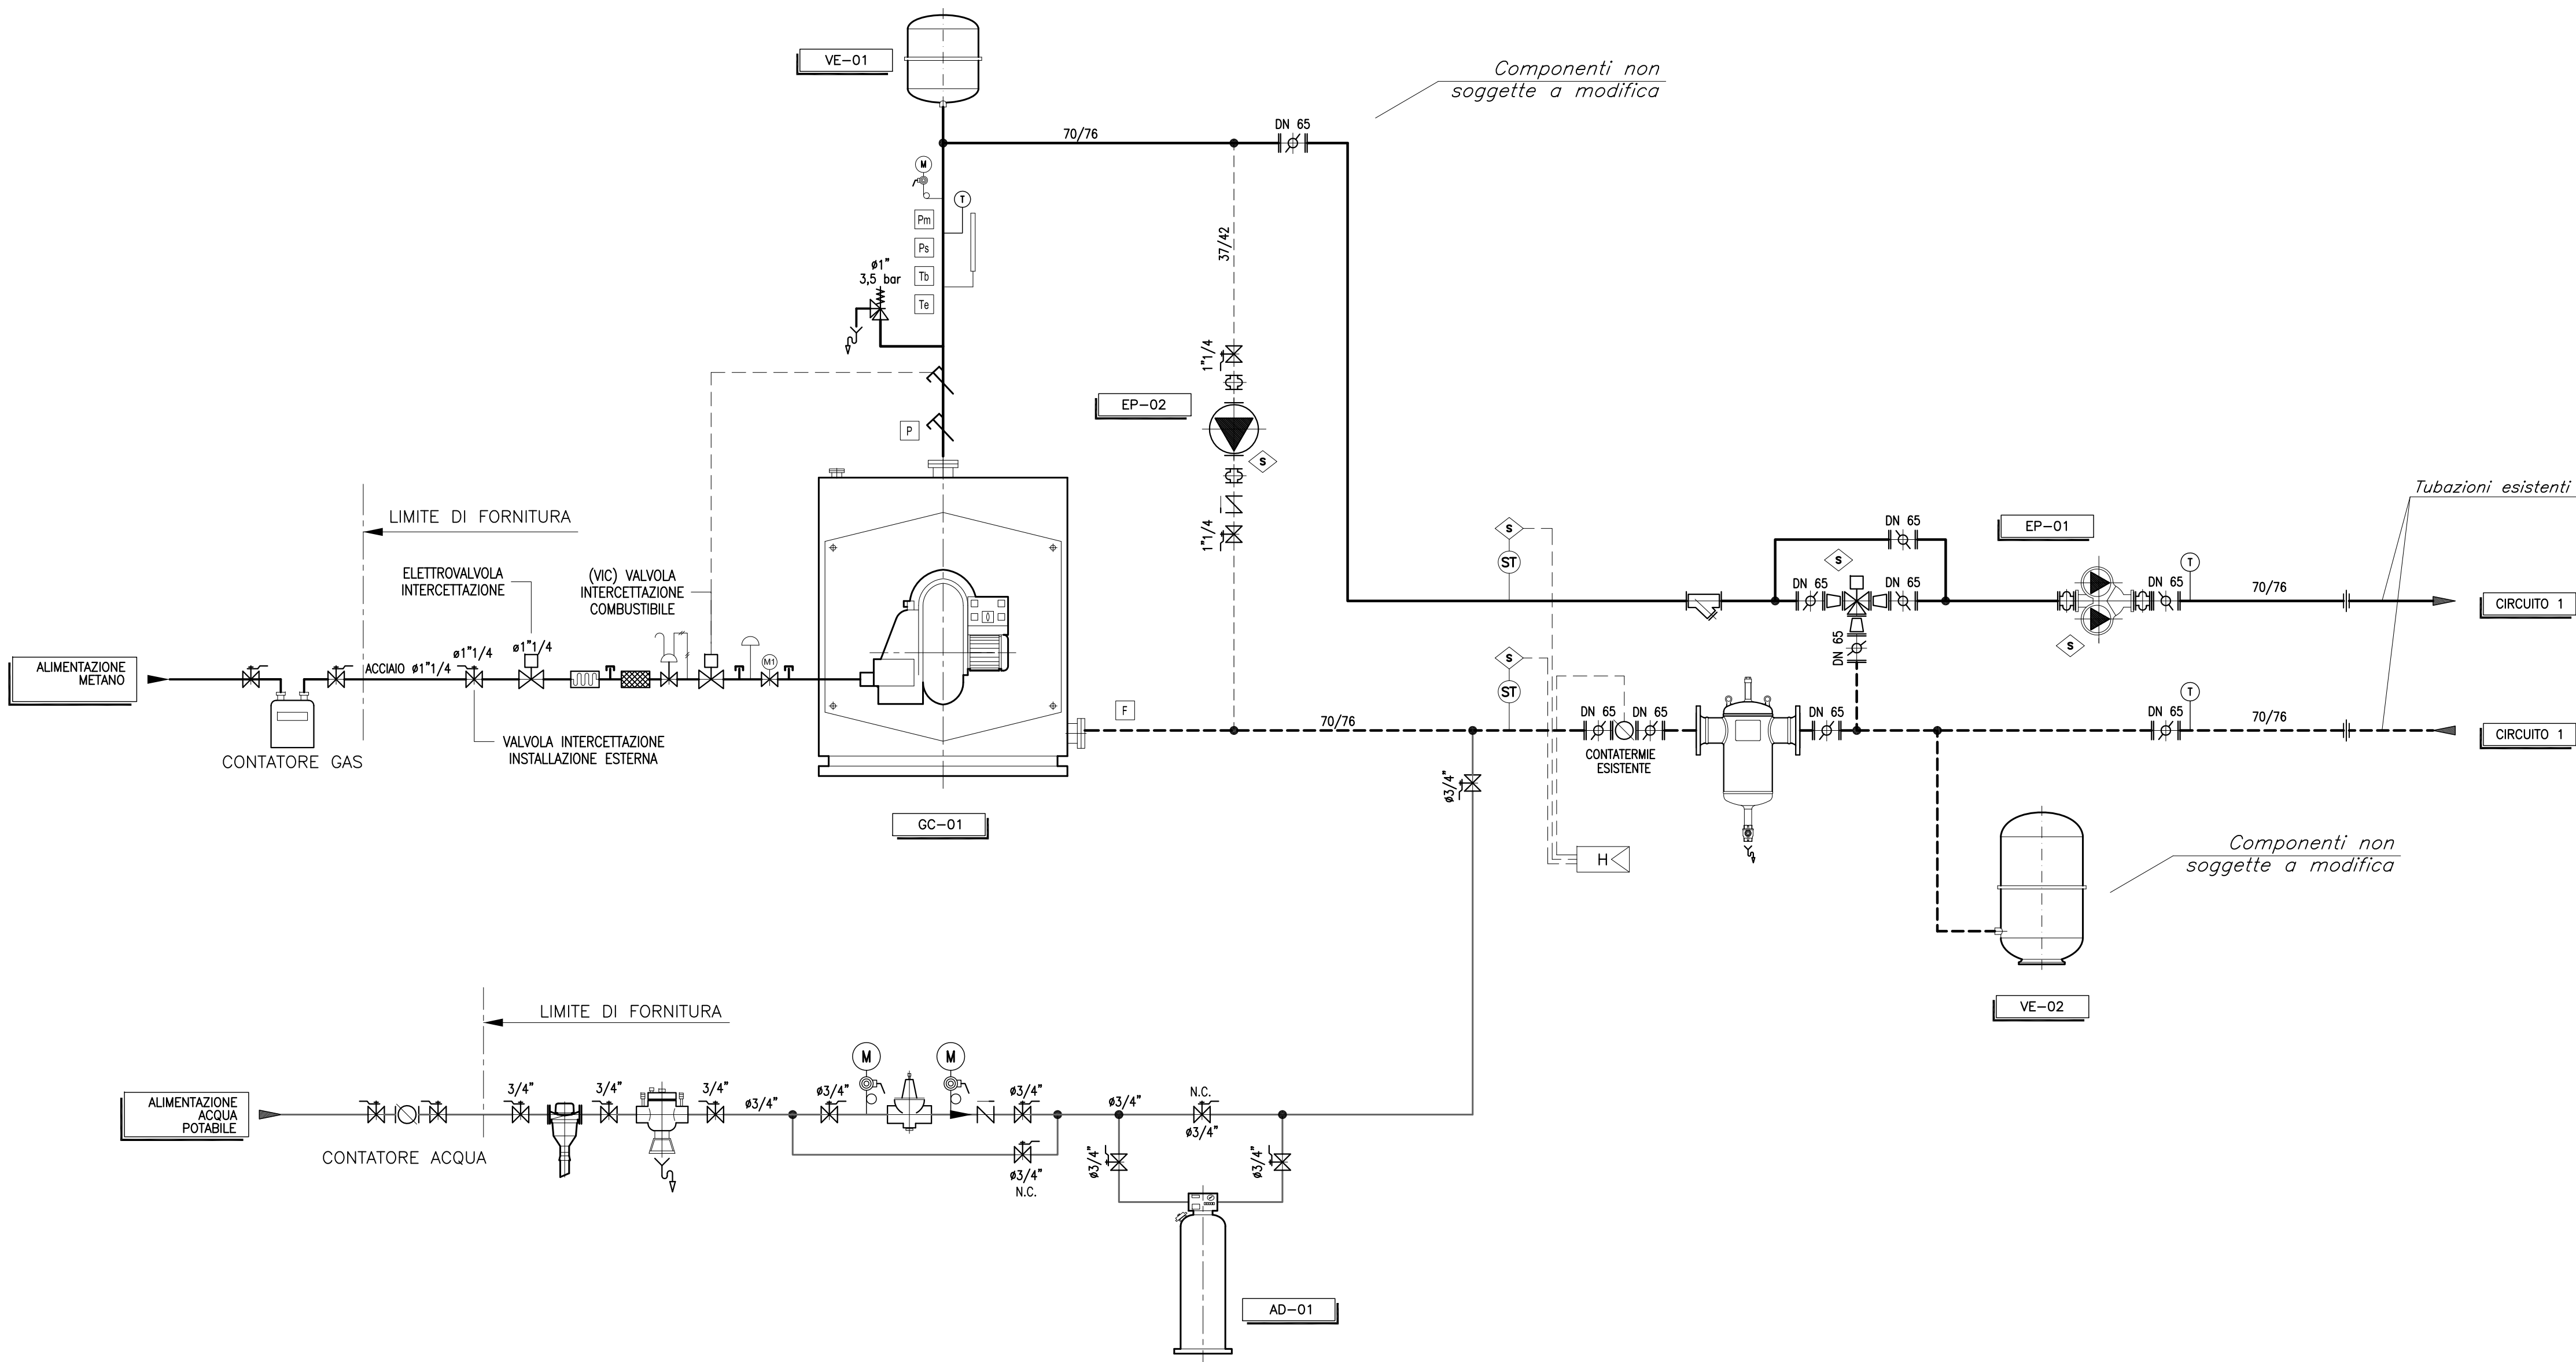 VE-01
Componenti non
soggette a modifica
DN 65
70/76
M
T
Pm
Ps
Tb
Te
ø1"
3,5 bar
37/42
1"1/4
EP-02
S
P
1"1/4
LIMITE DI FORNITURA
ELETTROVALVOLA
INTERCETTAZIONE
(VIC) VALVOLA
INTERCETTAZIONE
COMBUSTIBILE
ø1"1/4
ø1"1/4
ACCIAIO ø1"1/4
M1
ALIMENTAZIONE
METANO
CONTATORE GAS
VALVOLA INTERCETTAZIONE
INSTALLAZIONE ESTERNA
GC-01
F
70/76
S
ST
S
ST
Tubazioni esistenti
EP-01
DN 65
S
DN 65
DN 65
DN 65
T
70/76
CIRCUITO 1
S
DN 65
DN 65
DN 65
DN 65
DN 65
T
70/76
CIRCUITO 1
CONTATERMIE
ESISTENTE
ø3/4"
H
Componenti non
soggette a modifica
VE-02
LIMITE DI FORNITURA
M
M
ALIMENTAZIONE
ACQUA
POTABILE
CONTATORE ACQUA
3/4"
3/4"
3/4"
ø3/4"
ø3/4"
ø3/4"
ø3/4"
N.C.
ø3/4"
N.C.
ø3/4"
ø3/4"
ø3/4"
AD-01